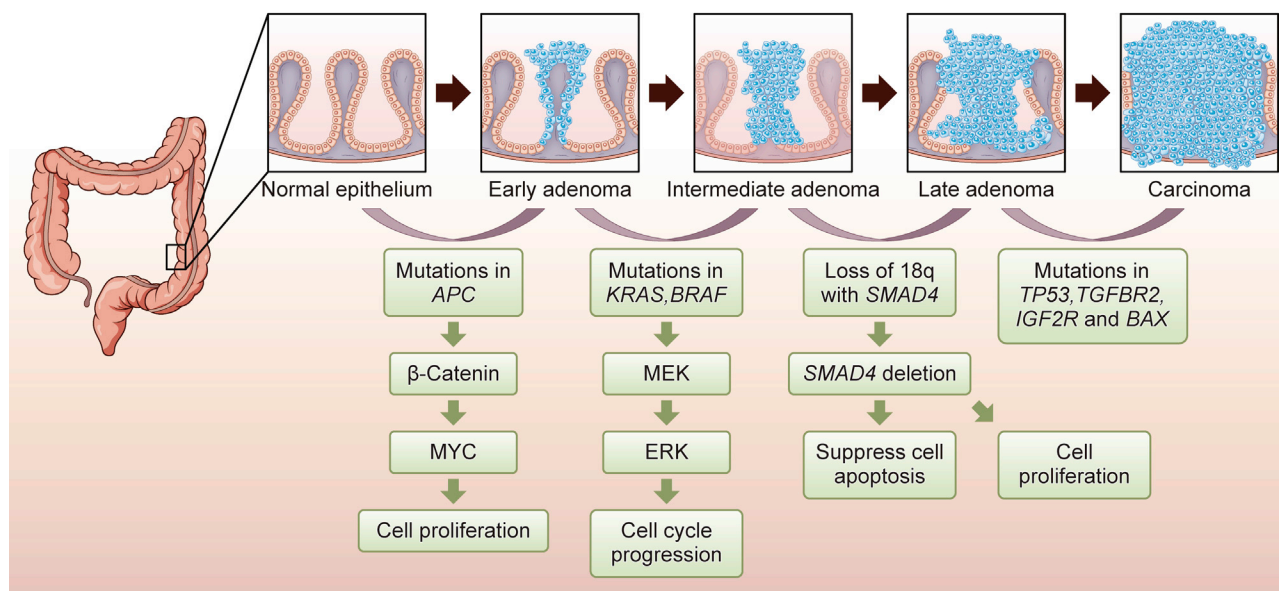 Normal epithelium
Early adenoma
Intermediate adenoma
Late adenoma
Carcinoma
Mutations in
APC
β-Catenin
MYC
Cell proliferation
Mutations in
KRAS,BRAF
MEK
ERK
Cell cycle
progression
Loss of 18q
with SMAD4
SMAD4 deletion
Suppress cell
apoptosis
Cell
proliferation
Mutations in
TP53,TGFBR2,
IGF2R and BAX